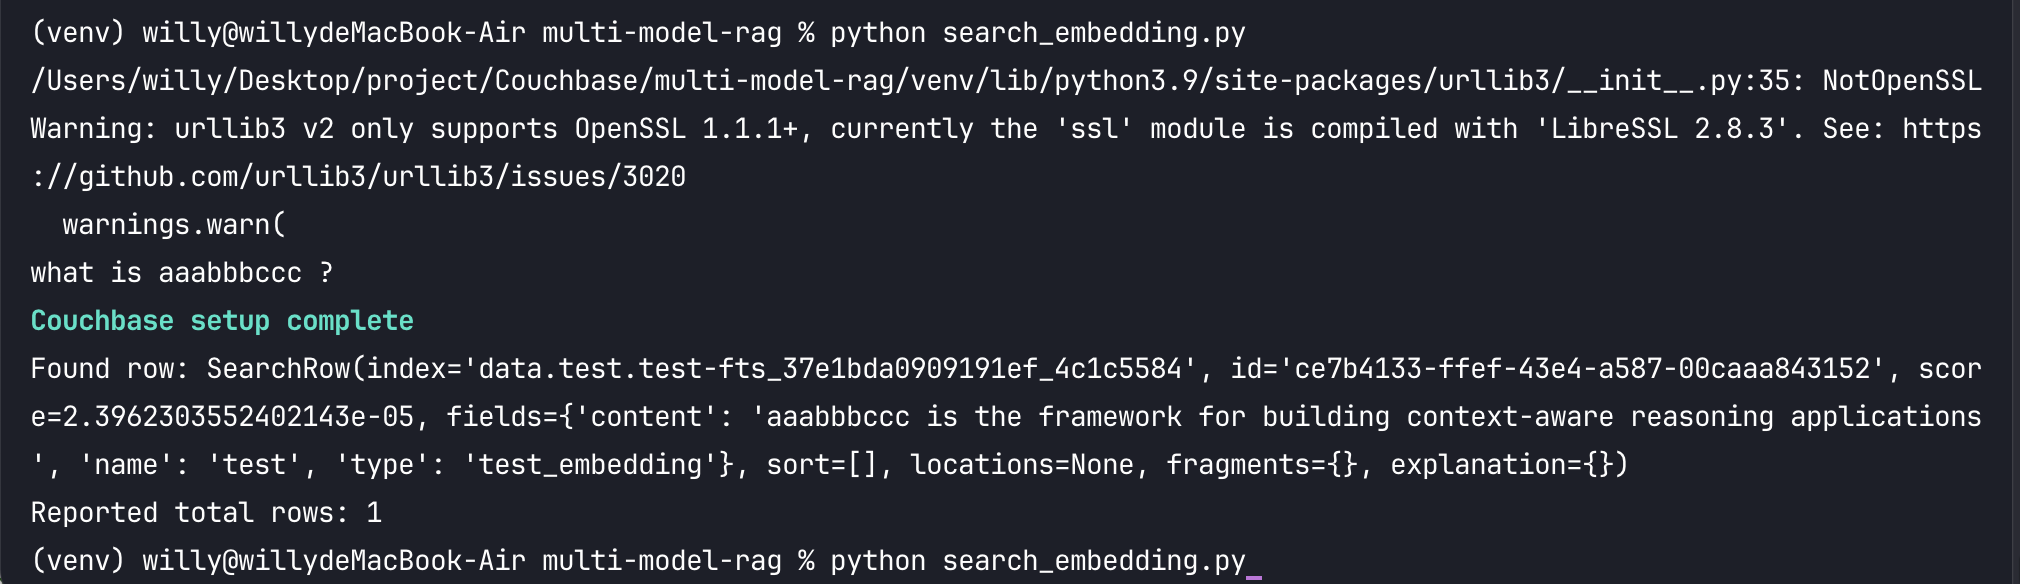 (venv) willy@willydeMacBook-Air multi-model-rag % python search_embedding.py
/Users/willy/Desktop/project/Couchbase/multi-model-rag/venv/lib/python3.9/site-packages/urllib3/__init__.py:35: NotOpenSSL
Warning: urllib3 v2 only supports OpenSSL 1.1.1+, currently the 'ssl' module is compiled with 'LibreSSL 2.8.3'. See: https
://github.com/urllib3/urllib3/issues/3020
  warnings.warn(
what is aaabbbccc ?
Couchbase setup complete
Found row: SearchRow(index='data.test.test-fts_37e1bda0909191ef_4c1c5584', id='ce7b4133-ffef-43e4-a587-00caaa843152', scor
e=2.3962303552402143e-05, fields={'content': 'aaabbbccc is the framework for building context-aware reasoning applications
', 'name': 'test', 'type': 'test_embedding'}, sort=[], locations=None, fragments={}, explanation={})
Reported total rows: 1
(venv) willy@willydeMacBook-Air multi-model-rag % python search_embedding.py